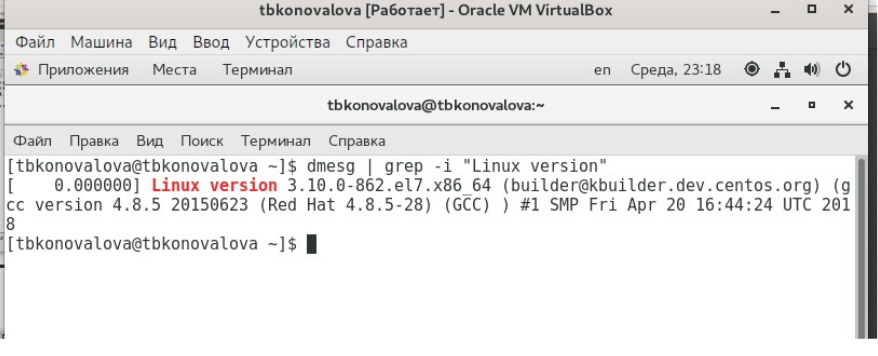 tbkonovalova [Работает] - Oracle VM VirtualBox
Файл Машина Вид Ввод Устройства Справка
Приложения Места Терминал en Среда, 23:18
tbkonovalova@tbkonovalova:~
Файл Правка Вид Поиск Терминал Справка
[tbkonovalova@tbkonovalova ~]$ dmesg | grep -i "Linux version"
[    0.000000] Linux version 3.10.0-862.el7.x86_64 (builder@kbuilder.dev.centos.org) (g
cc version 4.8.5 20150623 (Red Hat 4.8.5-28) (GCC) ) #1 SMP Fri Apr 20 16:44:24 UTC 201
8
[tbkonovalova@tbkonovalova ~]$